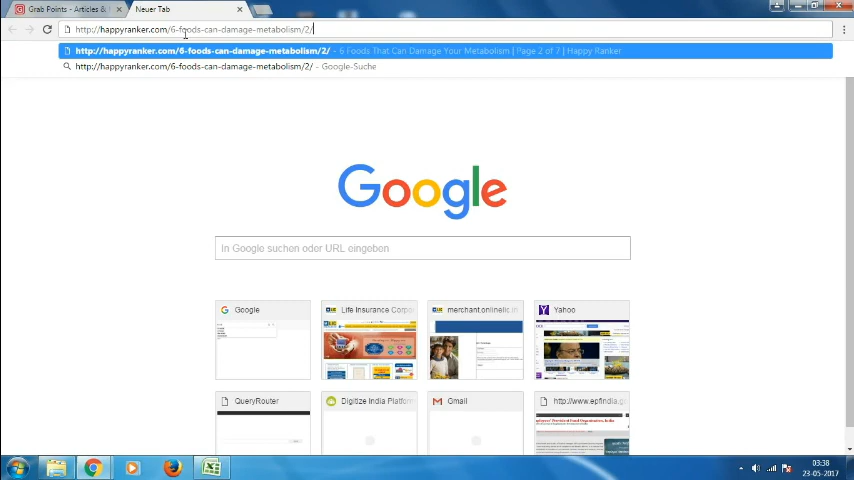 Grab Points - Articles &
Neuer Tab
http://happyranker.com/6-foods-can-damage-metabolism/2/
http://happyranker.com/6-foods-can-damage-metabolism/2/ - 6 Foods That Can Damage Your Metabolism | Page 2 of 7 | Happy Ranker
http://happyranker.com/6-foods-can-damage-metabolism/2/ - Google-Suche
Google
In Google suchen oder URL eingeben
Google
Life Insurance Corpo
merchant.onlinelic.in
Yahoo
QueryRouter
Digitize India Platform
Gmail
http://www.epfindia.g
03:38
23-05-2017